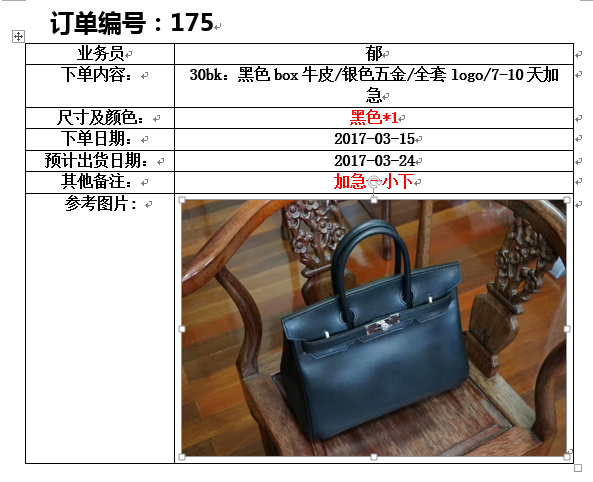 订单编号：175
业务员 郁
下单内容： 30bk：黑色 box 牛皮/银色五金/全套 logo/7-10 天加
急
尺寸及颜色： 黑色*1
下单日期： 2017-03-15
预计出货日期： 2017-03-24
其他备注： 加急 小下
参考图片：